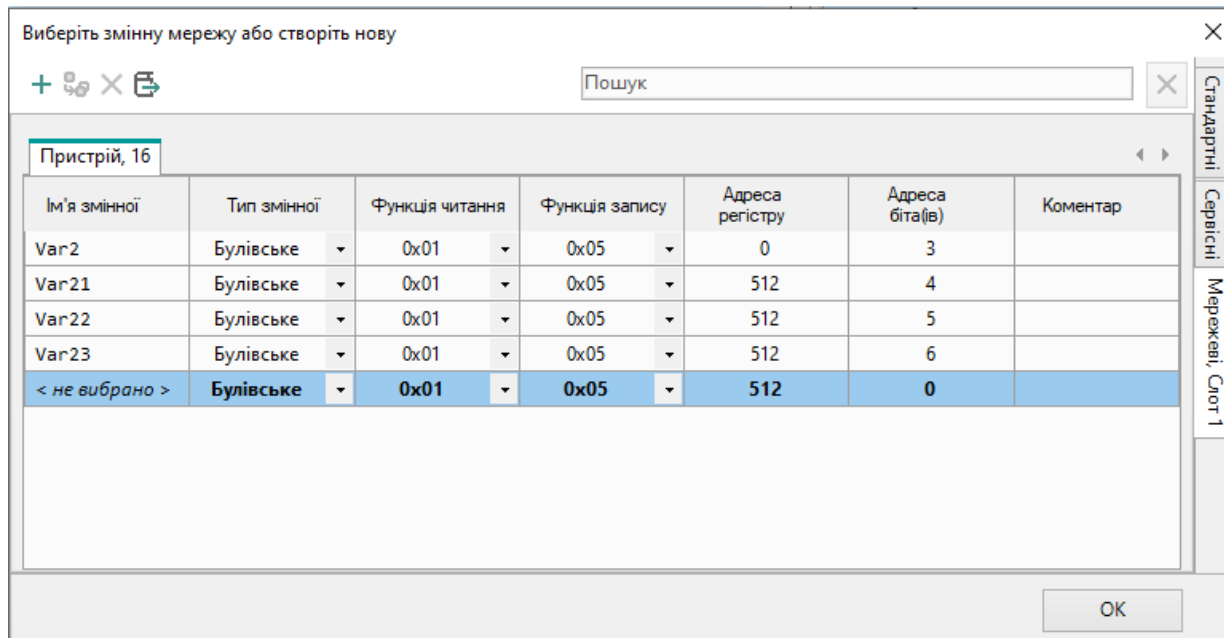 Виберіть змінну мережу або створіть нову
Пошук
Пристрій, 16
Ім'я змінної Тип змінної Функція читання Функція запису Адреса регістру Адреса біта(ів) Коментар
Var2 Булівське 0x01 0x05 0 3
Var21 Булівське 0x01 0x05 512 4
Var22 Булівське 0x01 0x05 512 5
Var23 Булівське 0x01 0x05 512 6
< не вибрано > Булівське 0x01 0x05 512 0
Стандартні
Сервісні
Мережеві, Слот 1
OK